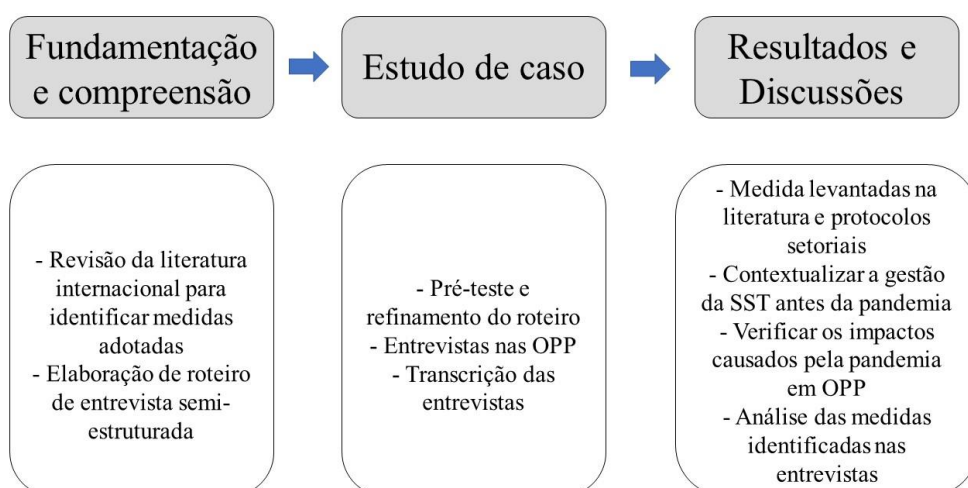 Fundamentação
e compreensão
Estudo de caso
Resultados e
Discussões
- Revisão da literatura
internacional para
identificar medidas
adotadas
- Elaboração de roteiro
de entrevista semi-
estruturada
- Pré-teste e
refinamento do roteiro
- Entrevistas nas OPP
- Transcrição das
entrevistas
- Medida levantadas na
literatura e protocolos
setoriais
- Contextualizar a gestão
da SST antes da pandemia
- Verificar os impactos
causados pela pandemia
em OPP
- Análise das medidas
identificadas nas
entrevistas